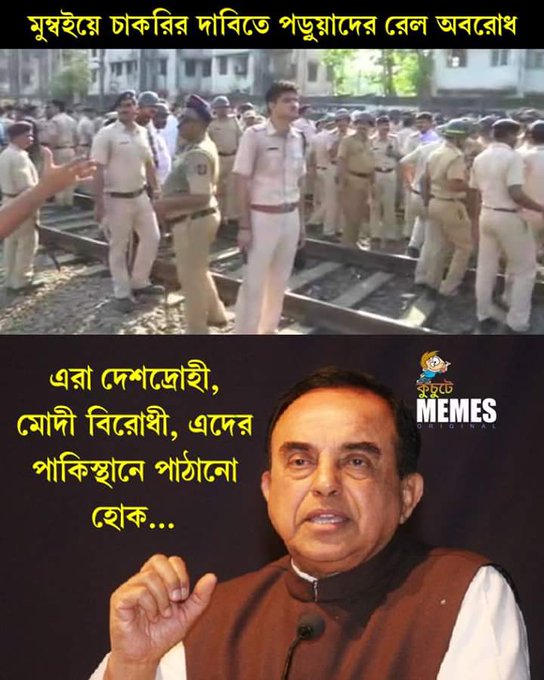 মুম্বইয়ে চাকরির দাবিতে পড়ুয়াদের রেল অবরোধ
এরা দেশদ্রোহী,
মোদী বিরোধী, এদের
পাকিস্থানে পাঠানো
হোক...
কুচুটে
MEMES
ORIGINAL